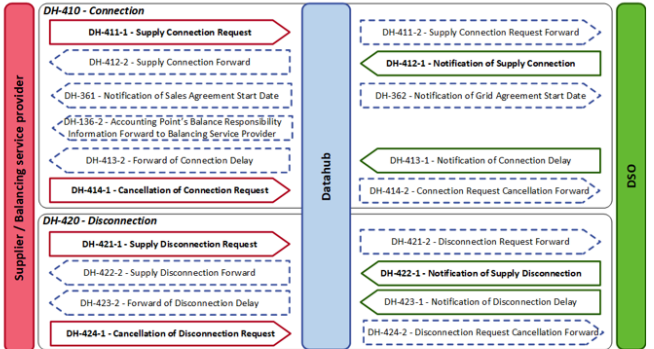 DH-410 - Connection
DH-411-1 - Supply Connection Request
DH-411-2 - Supply Connection Request Forward
DH-412-2 - Supply Connection Forward
DH-412-1 - Notification of Supply Connection
DH-361 - Notification of Sales Agreement Start Date
DH-362 - Notification of Grid Agreement Start Date
DH-136-2 - Accounting Point´s Balance Responsibility
Information Forward to Balancing Service Provider
DH-413-2 - Forward of Connection Delay
DH-413-1 - Notification of Connection Delay
DH-414-1 - Cancellation of Connection Request
DH-414-2 - Connection Request Cancellation Forward
Supplier / Balancing service provider
Datahub
DSO
DH-420 - Disconnection
DH-421-1 - Supply Disconnection Request
DH-421-2 - Disconnection Request Forward
DH-422-2 - Supply Disconnection Forward
DH-422-1 - Notification of Supply Disconnection
DH-423-2 - Forward of Disconnection Delay
DH-423-1 - Notification of Disconnection Delay
DH-424-1 - Cancellation of Disconnection Request
DH-424-2 - Disconnection Request Cancellation Forward